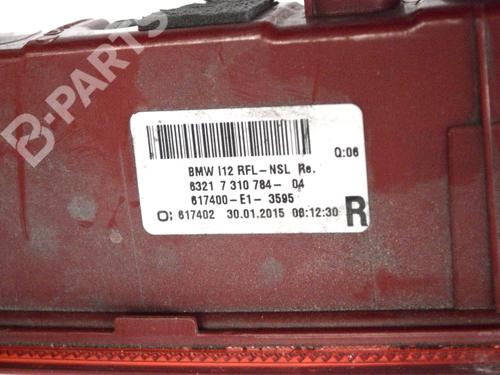 B-PARTS
Q:06
BMW I12 RFL-NSL Re.
6321 7 310 784- 04
617400-E1- 3595
O; 617402 30.01.2015 06:12:30
R